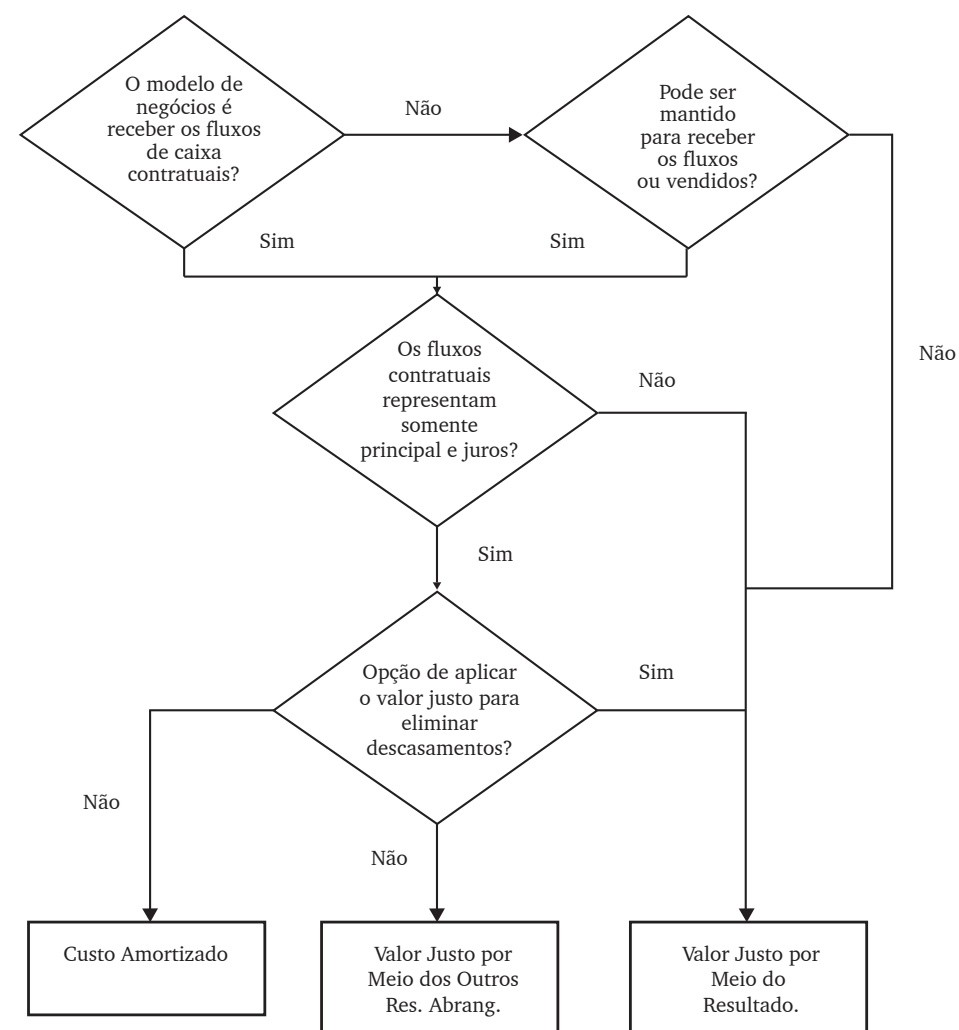 O modelo de
negócios é
receber os fluxos
de caixa
contratuais?
Não
Pode ser
mantido
para receber
os fluxos
ou vendidos?
Sim
Sim
Não
Os fluxos
contratuais
representam
somente
principal e juros?
Não
Sim
Opção de aplicar
o valor justo para
eliminar
descasamentos?
Sim
Não
Não
Custo Amortizado
Valor Justo por
Meio dos Outros
Res. Abrang.
Valor Justo por
Meio do
Resultado.